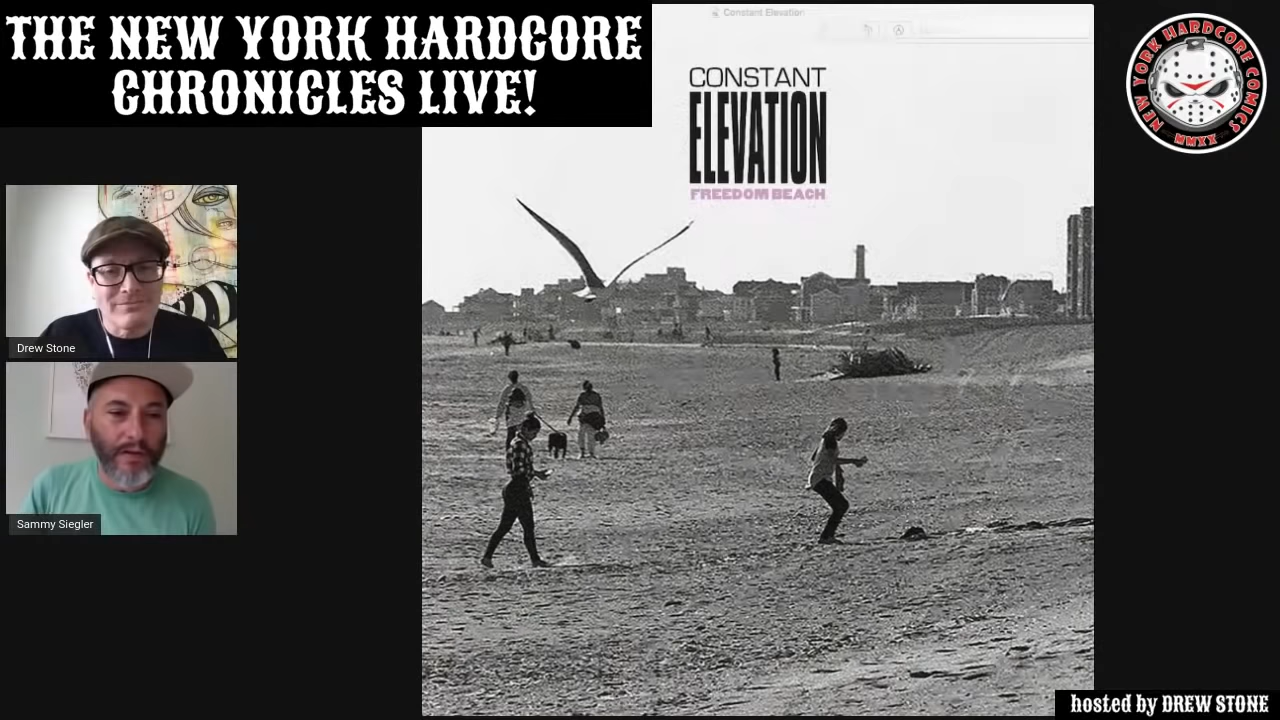 THE NEW YORK HARDCORE
CHRONICLES LIVE!
Constant Elevation
CONSTANT
ELEVATION
FREEDOM BEACH
NEW YORK HARDCORE COMICS
MMXX
Drew Stone
Sammy Siegler
hosted by DREW STONE